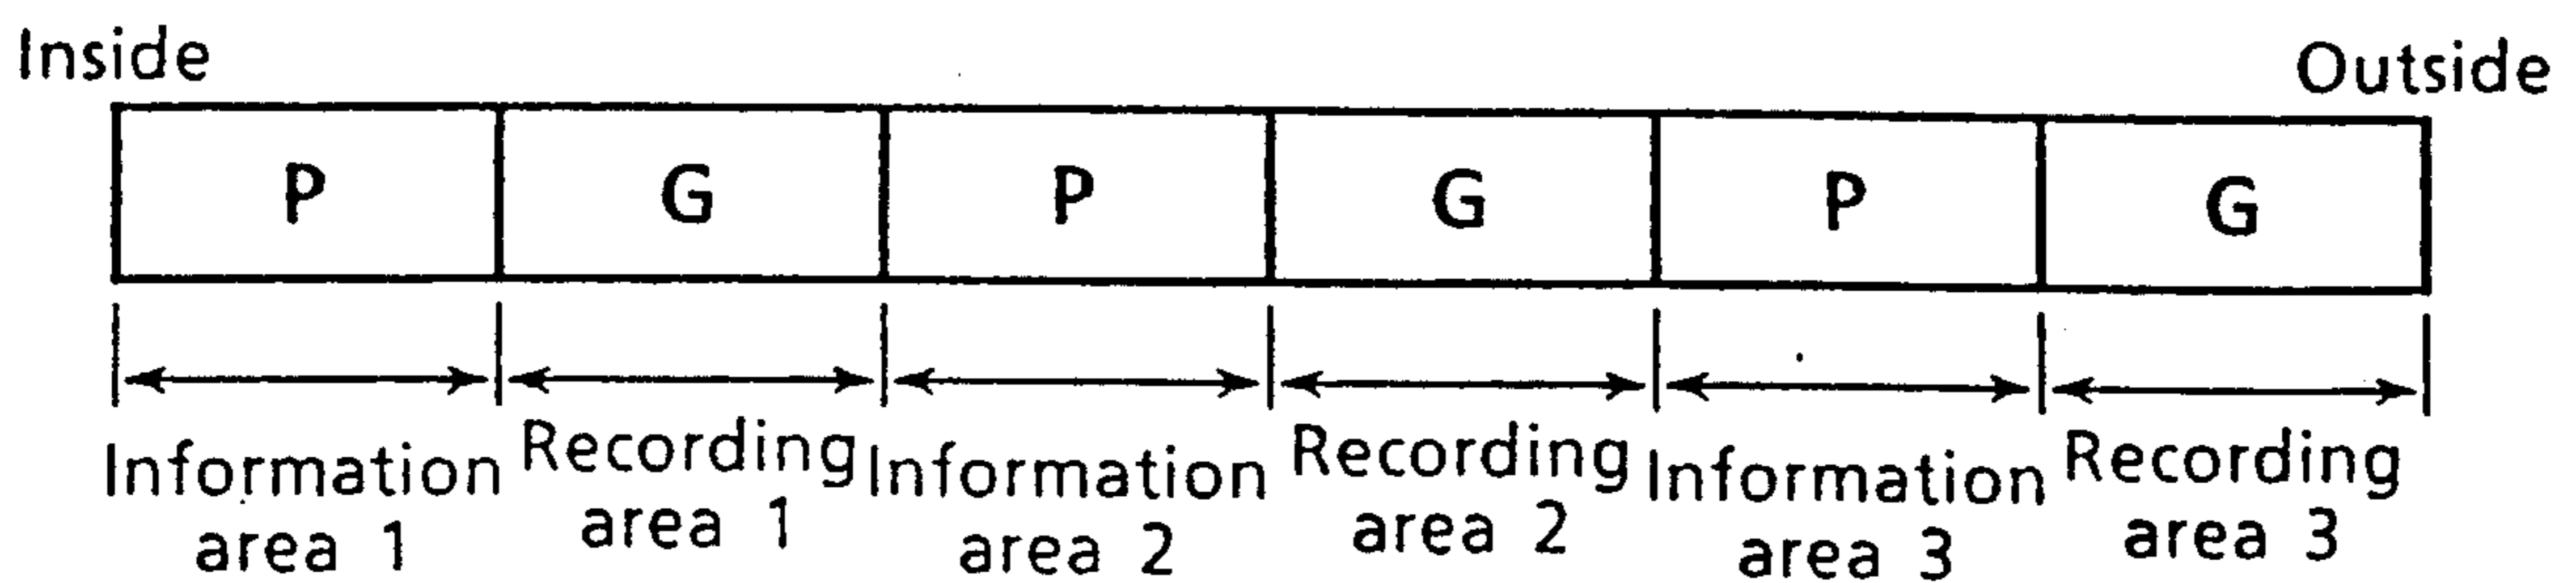 Inside
Outside
P G P G P G
Information area 1
Recording area 1
Information area 2
Recording area 2
Information area 3
Recording area 3